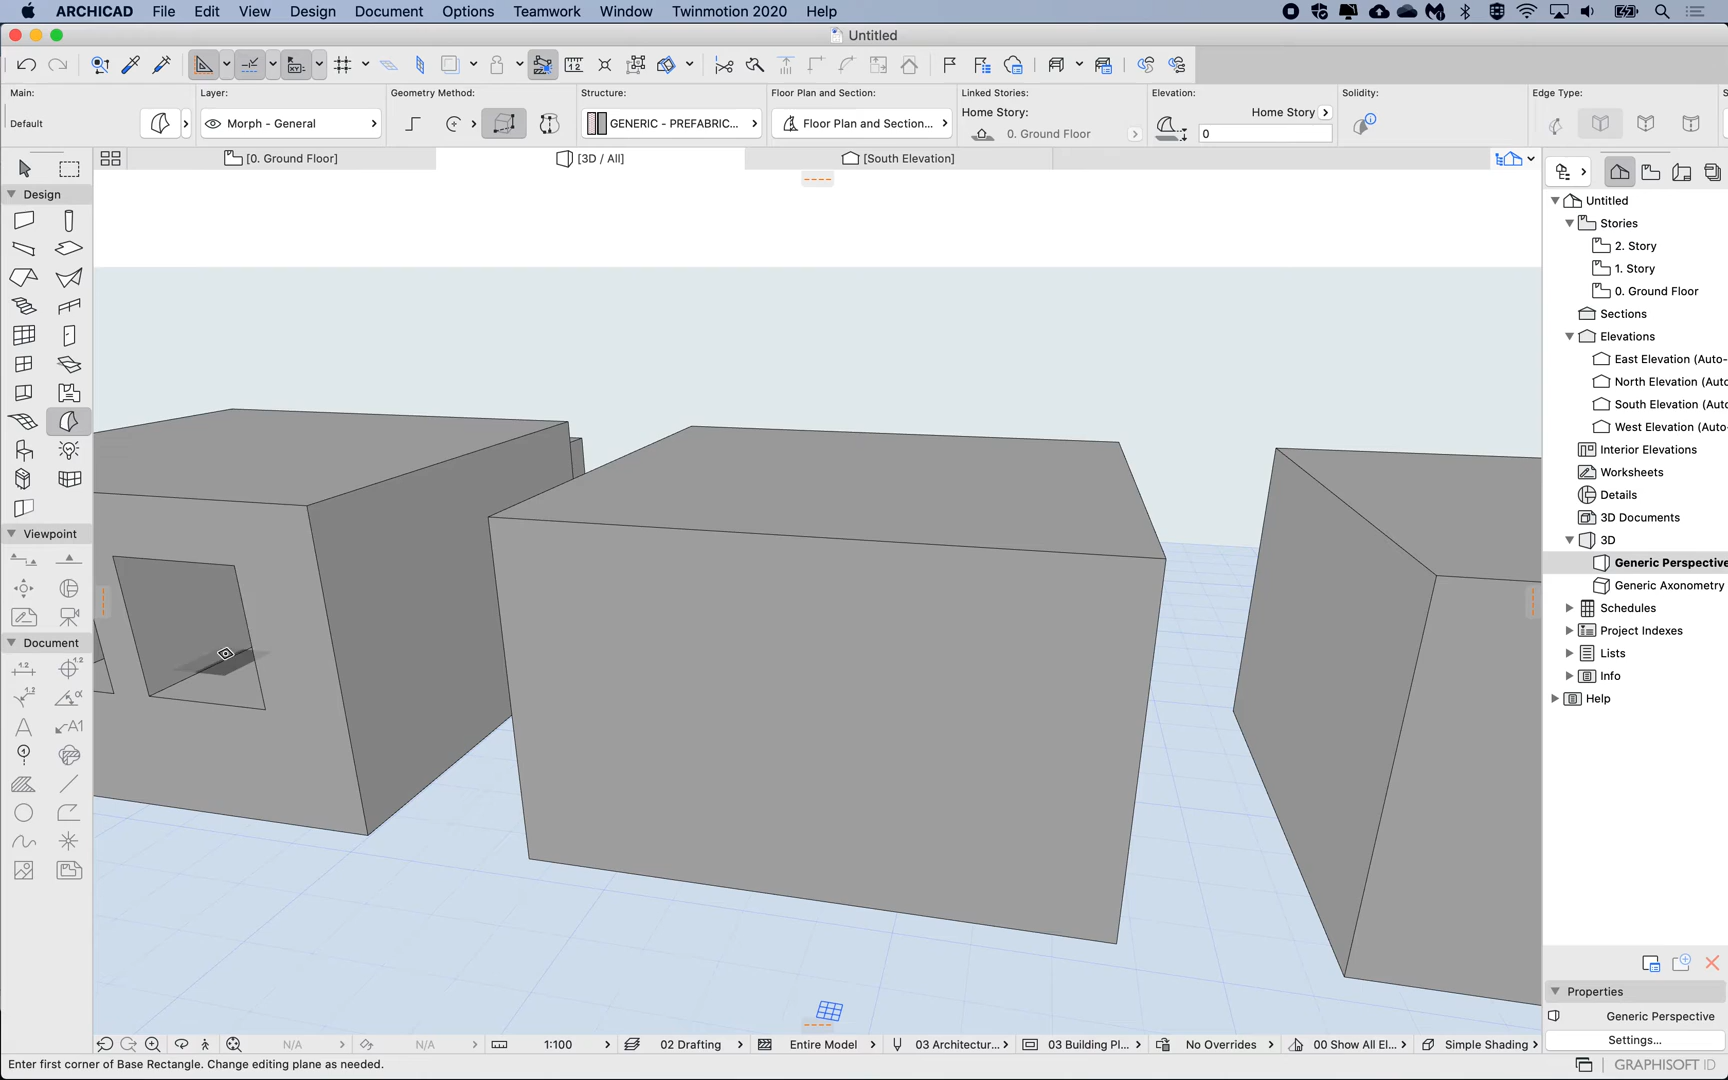 ARCHICAD File Edit View Design Document Options Teamwork Window Twinmotion 2020 Help
Untitled
Main: Layer: Geometry Method: Structure: Floor Plan and Section: Linked Stories: Elevation: Solidity: Edge Type:
Home Story: Home Story
Default Morph - General GENERIC - PREFABRIC... Floor Plan and Section... 0. Ground Floor 0
[0. Ground Floor] [3D / All] [South Elevation]
Design
Viewpoint
Document
Untitled
Stories
2. Story
1. Story
0. Ground Floor
Sections
Elevations
East Elevation (Auto-
North Elevation (Auto
South Elevation (Auto
West Elevation (Auto-
Interior Elevations
Worksheets
Details
3D Documents
3D
Generic Perspective
Generic Axonometry
Schedules
Project Indexes
Lists
Info
Help
Properties
Generic Perspective
Settings...
N/A N/A 1:100 02 Drafting Entire Model 03 Architectur... 03 Building Pl... No Overrides 00 Show All El... Simple Shading
Enter first corner of Base Rectangle. Change editing plane as needed.
GRAPHISOFT ID